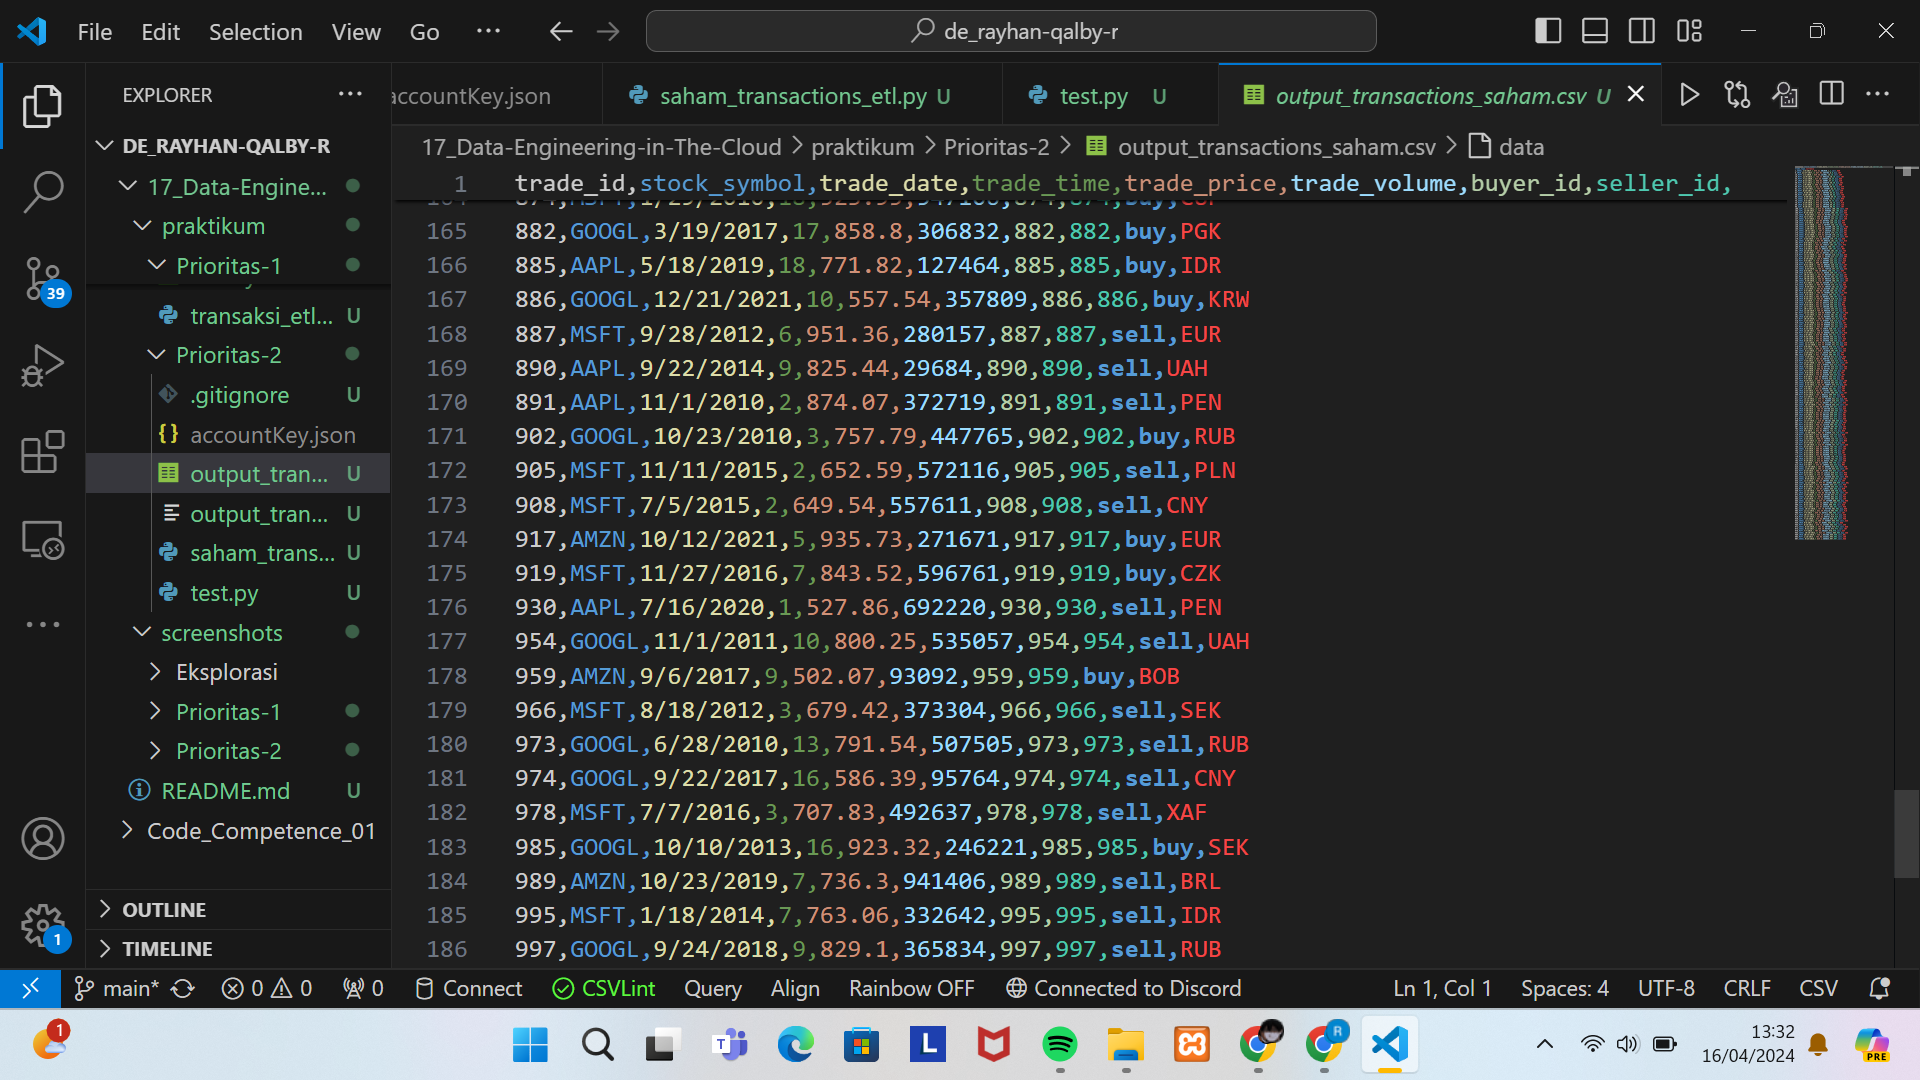 File Edit Selection View Go ··· de_rayhan-qalby-r
EXPLORER ···
accountKey.json saham_transactions_etl.py U test.py U output_transactions_saham.csv U
17_Data-Engineering-in-The-Cloud > praktikum > Prioritas-2 > output_transactions_saham.csv > data
DE_RAYHAN-QALBY-R
17_Data-Engine...
praktikum
Prioritas-1
transaksi_etl... U
Prioritas-2
.gitignore U
{} accountKey.json
output_tran... U
output_tran... U
saham_trans... U
test.py U
screenshots
Eksplorasi
Prioritas-1
Prioritas-2
README.md U
Code_Competence_01
OUTLINE
TIMELINE
39
1
1 trade_id,stock_symbol,trade_date,trade_time,trade_price,trade_volume,buyer_id,seller_id,
165 882,GOOGL,3/19/2017,17,858.8,306832,882,882,buy,PGK
166 885,AAPL,5/18/2019,18,771.82,127464,885,885,buy,IDR
167 886,GOOGL,12/21/2021,10,557.54,357809,886,886,buy,KRW
168 887,MSFT,9/28/2012,6,951.36,280157,887,887,sell,EUR
169 890,AAPL,9/22/2014,9,825.44,29684,890,890,sell,UAH
170 891,AAPL,11/1/2010,2,874.07,372719,891,891,sell,PEN
171 902,GOOGL,10/23/2010,3,757.79,447765,902,902,buy,RUB
172 905,MSFT,11/11/2015,2,652.59,572116,905,905,sell,PLN
173 908,MSFT,7/5/2015,2,649.54,557611,908,908,sell,CNY
174 917,AMZN,10/12/2021,5,935.73,271671,917,917,buy,EUR
175 919,MSFT,11/27/2016,7,843.52,596761,919,919,buy,CZK
176 930,AAPL,7/16/2020,1,527.86,692220,930,930,sell,PEN
177 954,GOOGL,11/1/2011,10,800.25,535057,954,954,sell,UAH
178 959,AMZN,9/6/2017,9,502.07,93092,959,959,buy,BOB
179 966,MSFT,8/18/2012,3,679.42,373304,966,966,sell,SEK
180 973,GOOGL,6/28/2010,13,791.54,507505,973,973,sell,RUB
181 974,GOOGL,9/22/2017,16,586.39,95764,974,974,sell,CNY
182 978,MSFT,7/7/2016,3,707.83,492637,978,978,sell,XAF
183 985,GOOGL,10/10/2013,16,923.32,246221,985,985,buy,SEK
184 989,AMZN,10/23/2019,7,736.3,941406,989,989,sell,BRL
185 995,MSFT,1/18/2014,7,763.06,332642,995,995,sell,IDR
186 997,GOOGL,9/24/2018,9,829.1,365834,997,997,sell,RUB
main* 0 0 0 Connect CSVLint Query Align Rainbow OFF Connected to Discord Ln 1, Col 1 Spaces: 4 UTF-8 CRLF CSV
1 T L R 13:32
16/04/2024 PRE